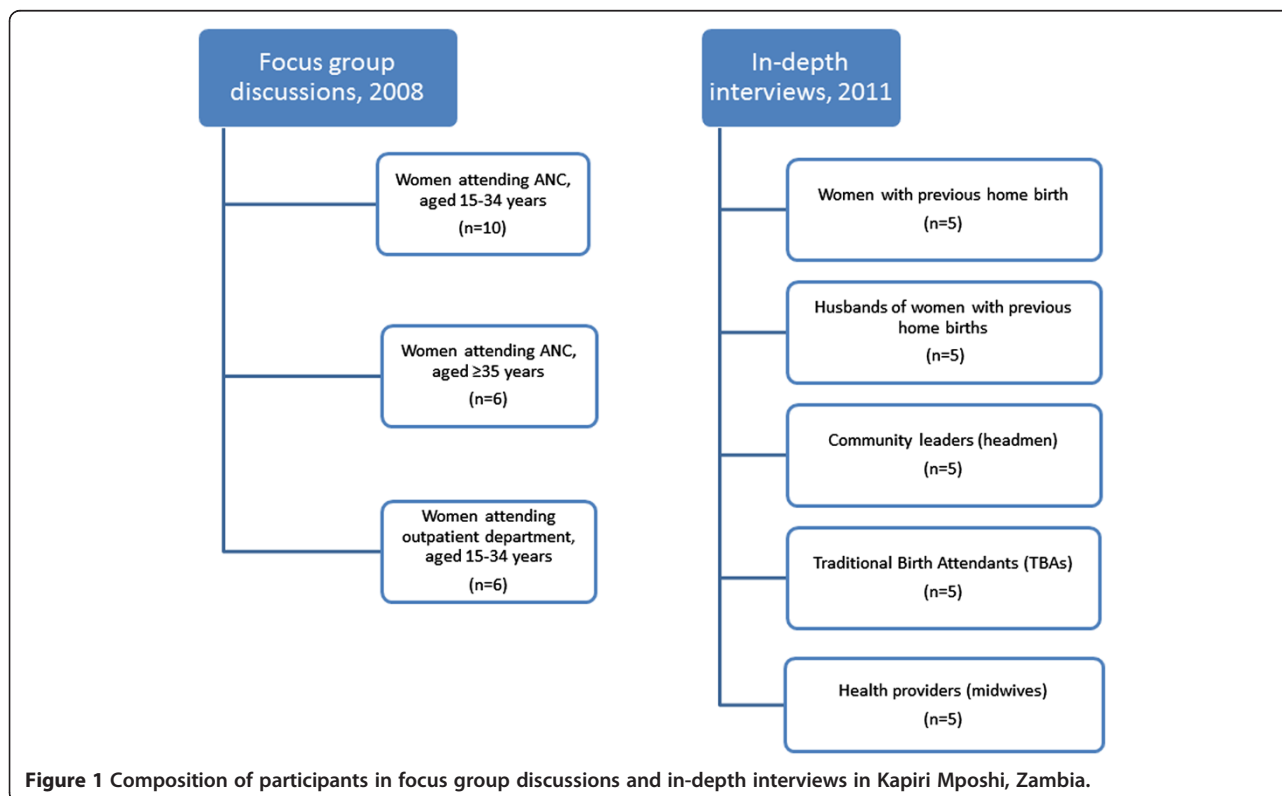 Focus group
discussions, 2008
Women attending ANC,
aged 15-34 years
(n=10)
Women attending ANC,
aged ≥35 years
(n=6)
Women attending
outpatient department,
aged 15-34 years
(n=6)
In-depth
interviews, 2011
Women with previous home birth
(n=5)
Husbands of women with previous
home births
(n=5)
Community leaders (headmen)
(n=5)
Traditional Birth Attendants (TBAs)
(n=5)
Health providers (midwives)
(n=5)
Figure 1 Composition of participants in focus group discussions and in-depth interviews in Kapiri Mposhi, Zambia.